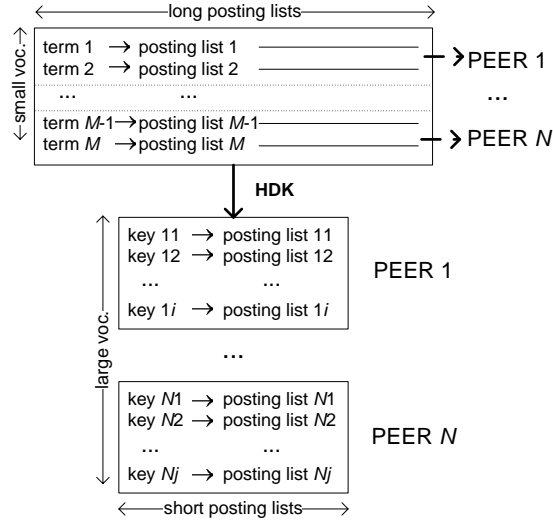 long posting lists
small voc.
term 1 → posting list 1
term 2 → posting list 2
... ...
term M-1 → posting list M-1
term M → posting list M
PEER 1
...
PEER N
HDK
large voc.
key 11 → posting list 11
key 12 → posting list 12
... ...
key 1i → posting list 1i
PEER 1
...
key N1 → posting list N1
key N2 → posting list N2
... ...
key Nj → posting list Nj
PEER N
short posting lists